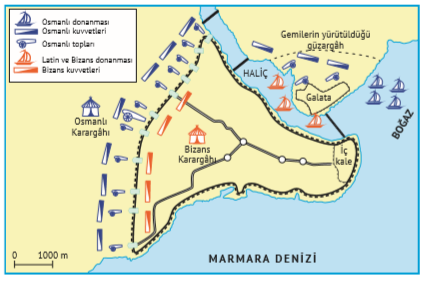 Osmanlı donanması
Osmanlı kuvvetleri
Osmanlı topları
Latin ve Bizans donanması
Bizans kuvvetleri
Gemilerin yürütüldüğü
güzargâh
HALİÇ
Galata
BOĞAZ
Osmanlı
Karargâhı
Bizans
Karargâhı
İç
kale
0 1000 m
MARMARA DENİZİ